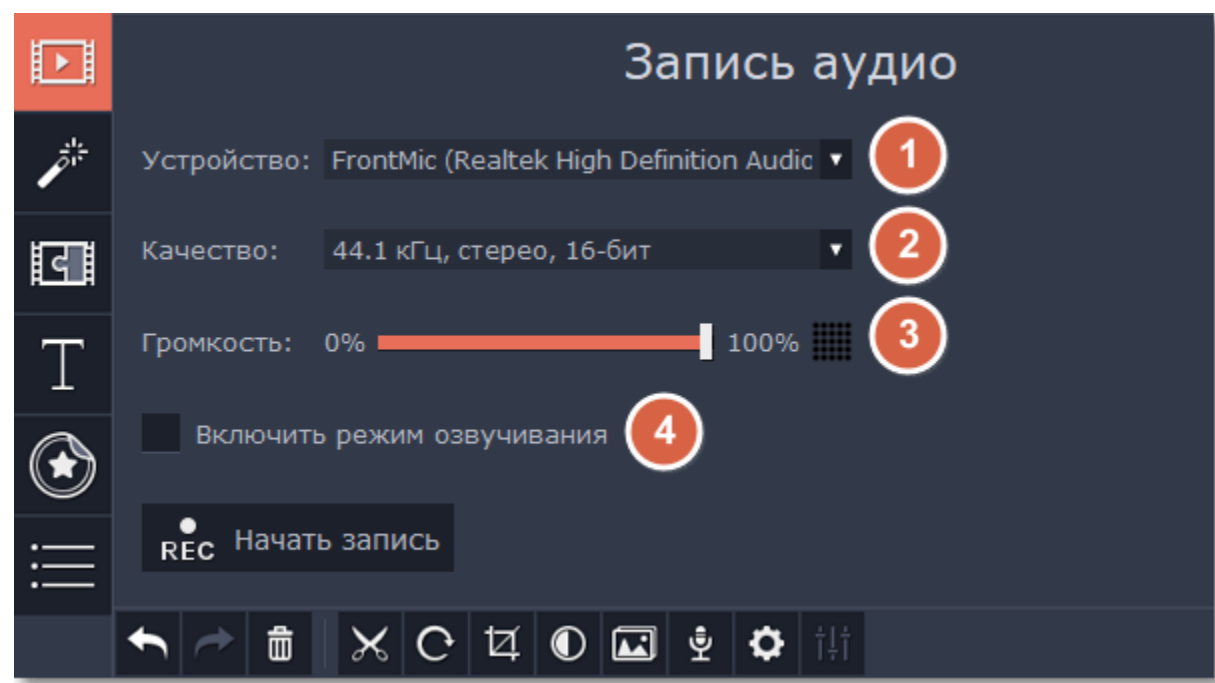 Запись аудио
Устройство: FrontMic (Realtek High Definition Audic 1
Качество: 44.1 кГц, стерео, 16-бит 2
Громкость: 0% 100% 3
Включить режим озвучивания 4
REC Начать запись